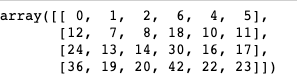 array([[ 0,  1,  2,  6,  4,  5],
       [12,  7,  8, 18, 10, 11],
       [24, 13, 14, 30, 16, 17],
       [36, 19, 20, 42, 22, 23]])